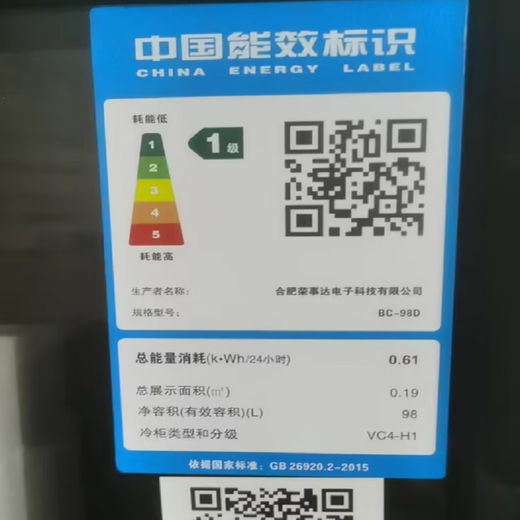 中国能效标识
CHINA ENERGY LABEL
耗能低
1
2
3
4
5
1级
耗能高
生产者名称: 合肥荣事达电子科技有限公司
规格型号: BC-98D
总能量消耗(k·Wh/24小时) 0.61
总展示面积(㎡) 0.19
净容积(有效容积)(L) 98
冷柜类型和分级 VC4-H1
依据国家标准: GB 26920.2-2015